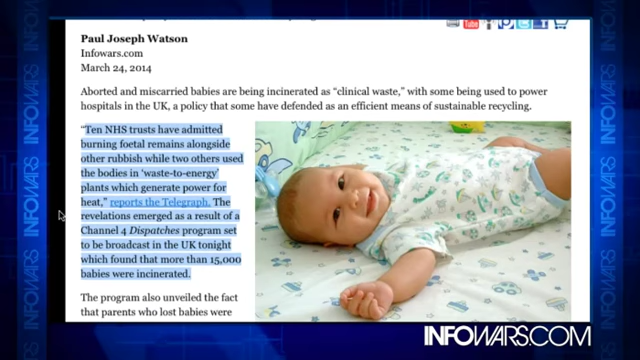 Paul Joseph Watson
Infowars.com
March 24, 2014
Aborted and miscarried babies are being incinerated as “clinical waste,” with some being used to power
hospitals in the UK, a policy that some have defended as an efficient means of sustainable recycling.
“Ten NHS trusts have admitted
burning foetal remains alongside
other rubbish while two others used
the bodies in ‘waste-to-energy’
plants which generate power for
heat,” reports the Telegraph. The
revelations emerged as a result of a
Channel 4 Dispatches program set
to be broadcast in the UK tonight
which found that more than 15,000
babies were incinerated.
The program also unveiled the fact
that parents who lost babies were
INFOWARS.COM
INFOWARS
INFOWARS
INFOWARS
INFOWARS